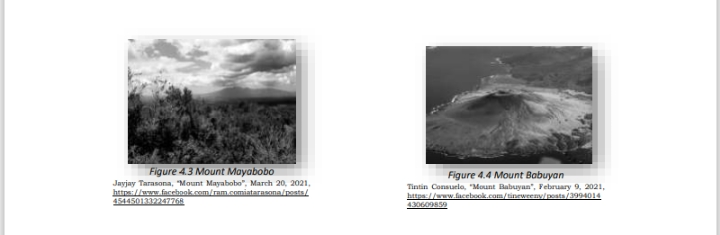 Figure 4.3 Mount Mayabobo
Jayjay Tarasona, “Mount Mayabobo”, March 20, 2021,
https://www.facebook.com/ram.comiatarasona/posts/
4544501332247768
Figure 4.4 Mount Babuyan
Tintin Consuelo, “Mount Babuyan”, February 9, 2021,
https://www.facebook.com/tineweeny/posts/3994014
430609859